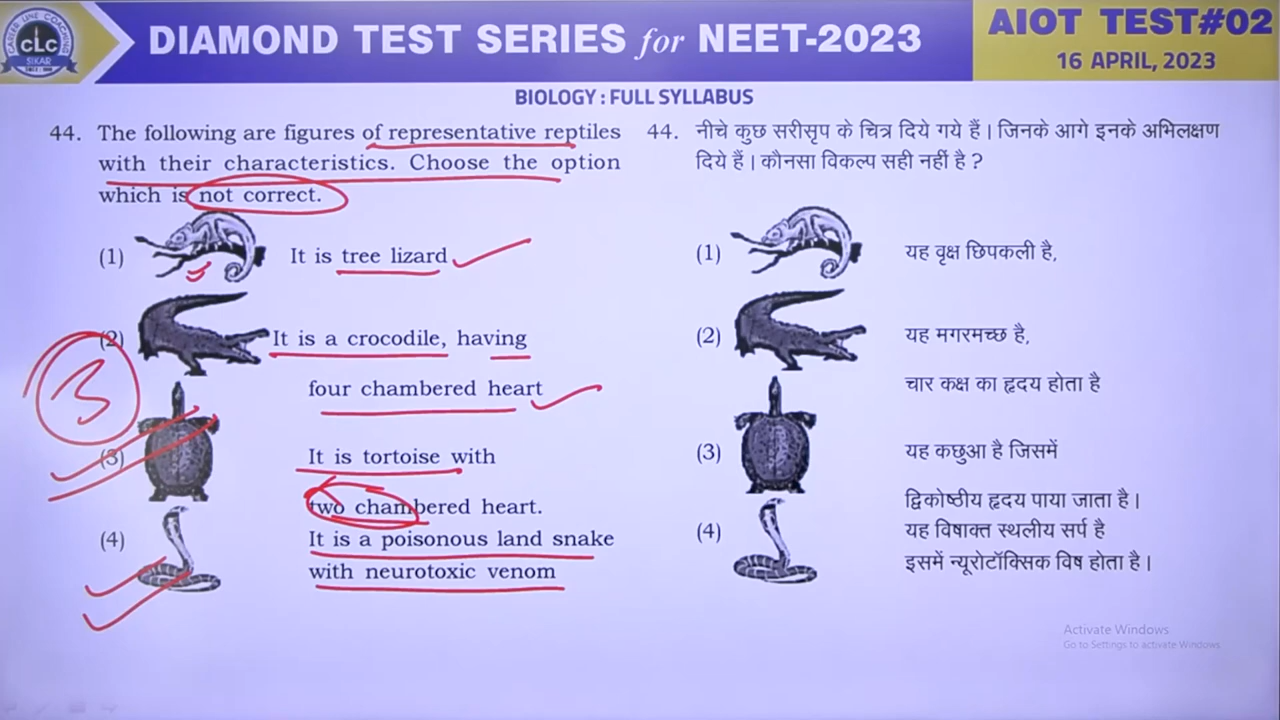 CAREER LINE COACHING
CLC
SIKAR
DIAMOND TEST SERIES for NEET-2023
AIOT TEST#02
16 APRIL, 2023
BIOLOGY : FULL SYLLABUS
44. The following are figures of representative reptiles
with their characteristics. Choose the option
which is not correct.
(1) It is tree lizard
(2) It is a crocodile, having
four chambered heart
3
(3) It is tortoise with
two chambered heart.
(4) It is a poisonous land snake
with neurotoxic venom
44. नीचे कुछ सरीसृप के चित्र दिये गये हैं। जिनके आगे इनके अभिलक्षण
दिये हैं। कौनसा विकल्प सही नहीं है ?
(1) यह वृक्ष छिपकली है,
(2) यह मगरमच्छ है,
चार कक्ष का हृदय होता है
(3) यह कछुआ है जिसमें
द्विकोष्ठीय हृदय पाया जाता है।
(4) यह विषाक्त स्थलीय सर्प है
इसमें न्यूरोटॉक्सिक विष होता है।
Activate Windows
Go to Settings to activate Windows.